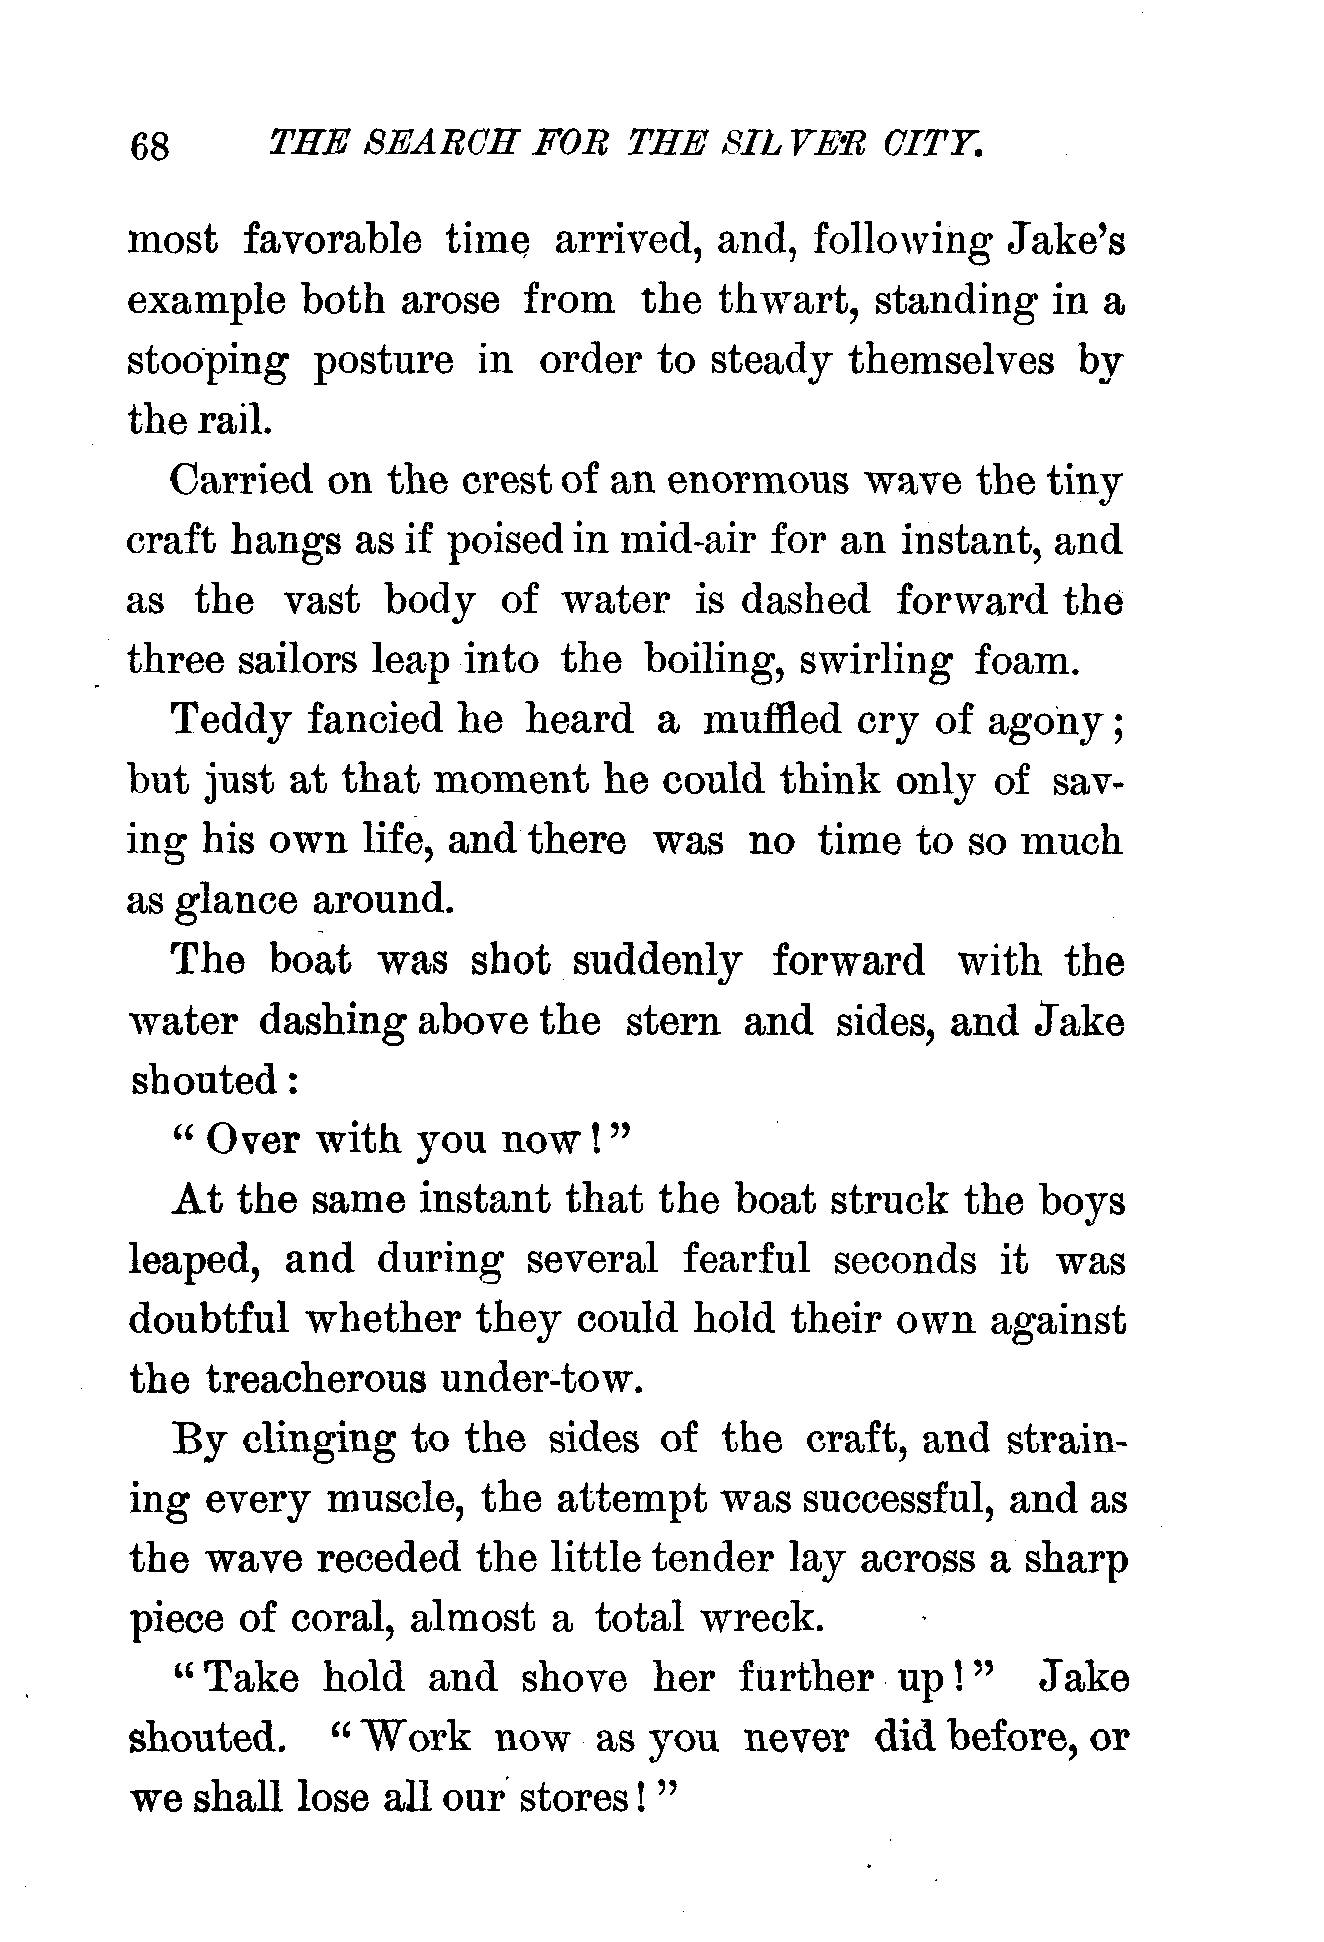 68 THE SEARCH FOR THE SILVER CITY.
most favorable time arrived, and, following Jake's
example both arose from the thwart, standing in a
stooping posture in order to steady themselves by
the rail.
Carried on the crest of an enormous wave the tiny
craft hangs as if poised in mid-air for an instant, and
as the vast body of water is dashed forward the
three sailors leap into the boiling, swirling foam.
Teddy fancied he heard a muffled cry of agony;
but just at that moment he could think only of sav-
ing his own life, and there was no time to so much
as glance around.
The boat was shot suddenly forward with the
water dashing above the stern and sides, and Jake
shouted:
"Over with you now!"
At the same instant that the boat struck the boys
leaped, and during several fearful seconds it was
doubtful whether they could hold their own against
the treacherous under-tow.
By clinging to the sides of the craft, and strain-
ing every muscle, the attempt was successful, and as
the wave receded the little tender lay across a sharp
piece of coral, almost a total wreck.
"Take hold and shove her further up!" Jake
shouted. "Work now as you never did before, or
we shall lose all our stores!"